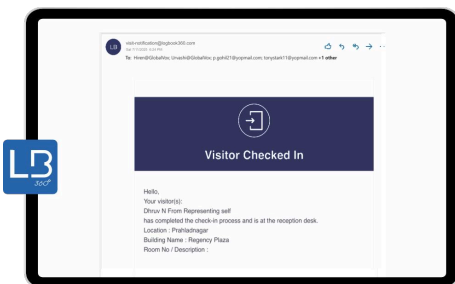 LB
visit-notification@logbook360.com
To: Hiren@GlobalVox; Urvashi@GlobalVox; p.gohil21@yopmail.com; tonystark11@yopmail.com +1 other
Visitor Checked In
LB
360°
Hello,
Your visitor(s):
Dhruv N From Representing self
has completed the check-in process and is at the reception desk.
Location : Prahladnagar
Building Name : Regency Plaza
Room No / Description :